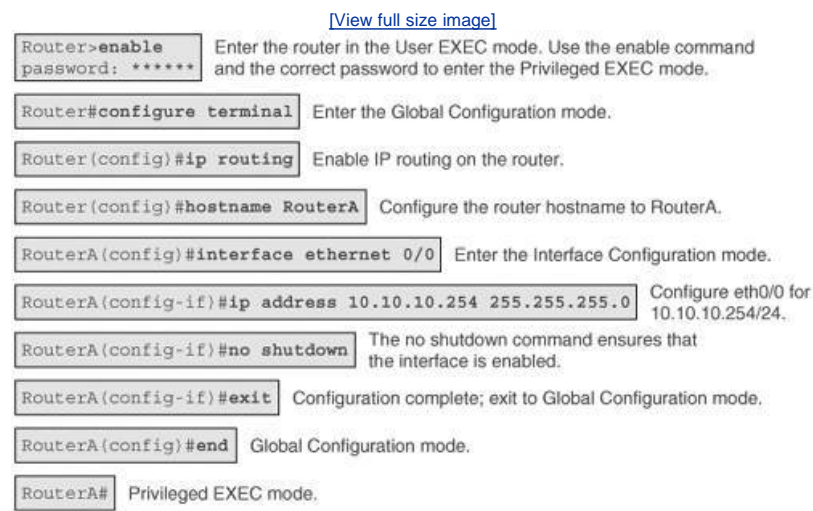 [View full size image]
Router>enable
password: ******
Enter the router in the User EXEC mode. Use the enable command
and the correct password to enter the Privileged EXEC mode.
Router#configure terminal
Enter the Global Configuration mode.
Router(config)#ip routing
Enable IP routing on the router.
Router(config)#hostname RouterA
Configure the router hostname to RouterA.
RouterA(config)#interface ethernet 0/0
Enter the Interface Configuration mode.
RouterA(config-if)#ip address 10.10.10.254 255.255.255.0
Configure eth0/0 for
10.10.10.254/24.
RouterA(config-if)#no shutdown
The no shutdown command ensures that
the interface is enabled.
RouterA(config-if)#exit
Configuration complete; exit to Global Configuration mode.
RouterA(config)#end
Global Configuration mode.
RouterA#
Privileged EXEC mode.